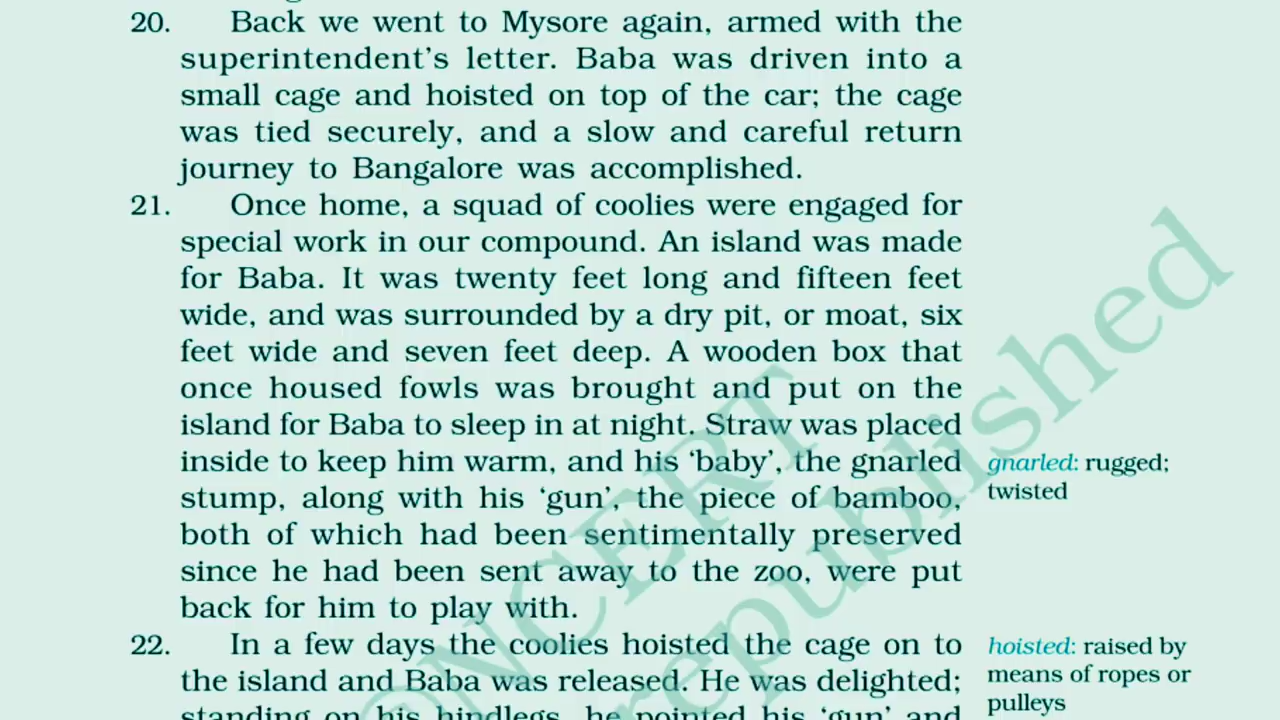 20. Back we went to Mysore again, armed with the
superintendent's letter. Baba was driven into a
small cage and hoisted on top of the car; the cage
was tied securely, and a slow and careful return
journey to Bangalore was accomplished.
21. Once home, a squad of coolies were engaged for
special work in our compound. An island was made
for Baba. It was twenty feet long and fifteen feet
wide, and was surrounded by a dry pit, or moat, six
feet wide and seven feet deep. A wooden box that
once housed fowls was brought and put on the
island for Baba to sleep in at night. Straw was placed
inside to keep him warm, and his ‘baby’, the gnarled
stump, along with his ‘gun’, the piece of bamboo,
both of which had been sentimentally preserved
since he had been sent away to the zoo, were put
back for him to play with.
22. In a few days the coolies hoisted the cage on to
the island and Baba was released. He was delighted;
standing on his hindlegs, he pointed his ‘gun’ and
gnarled: rugged;
twisted
hoisted: raised by
means of ropes or
pulleys
NCERT
republished